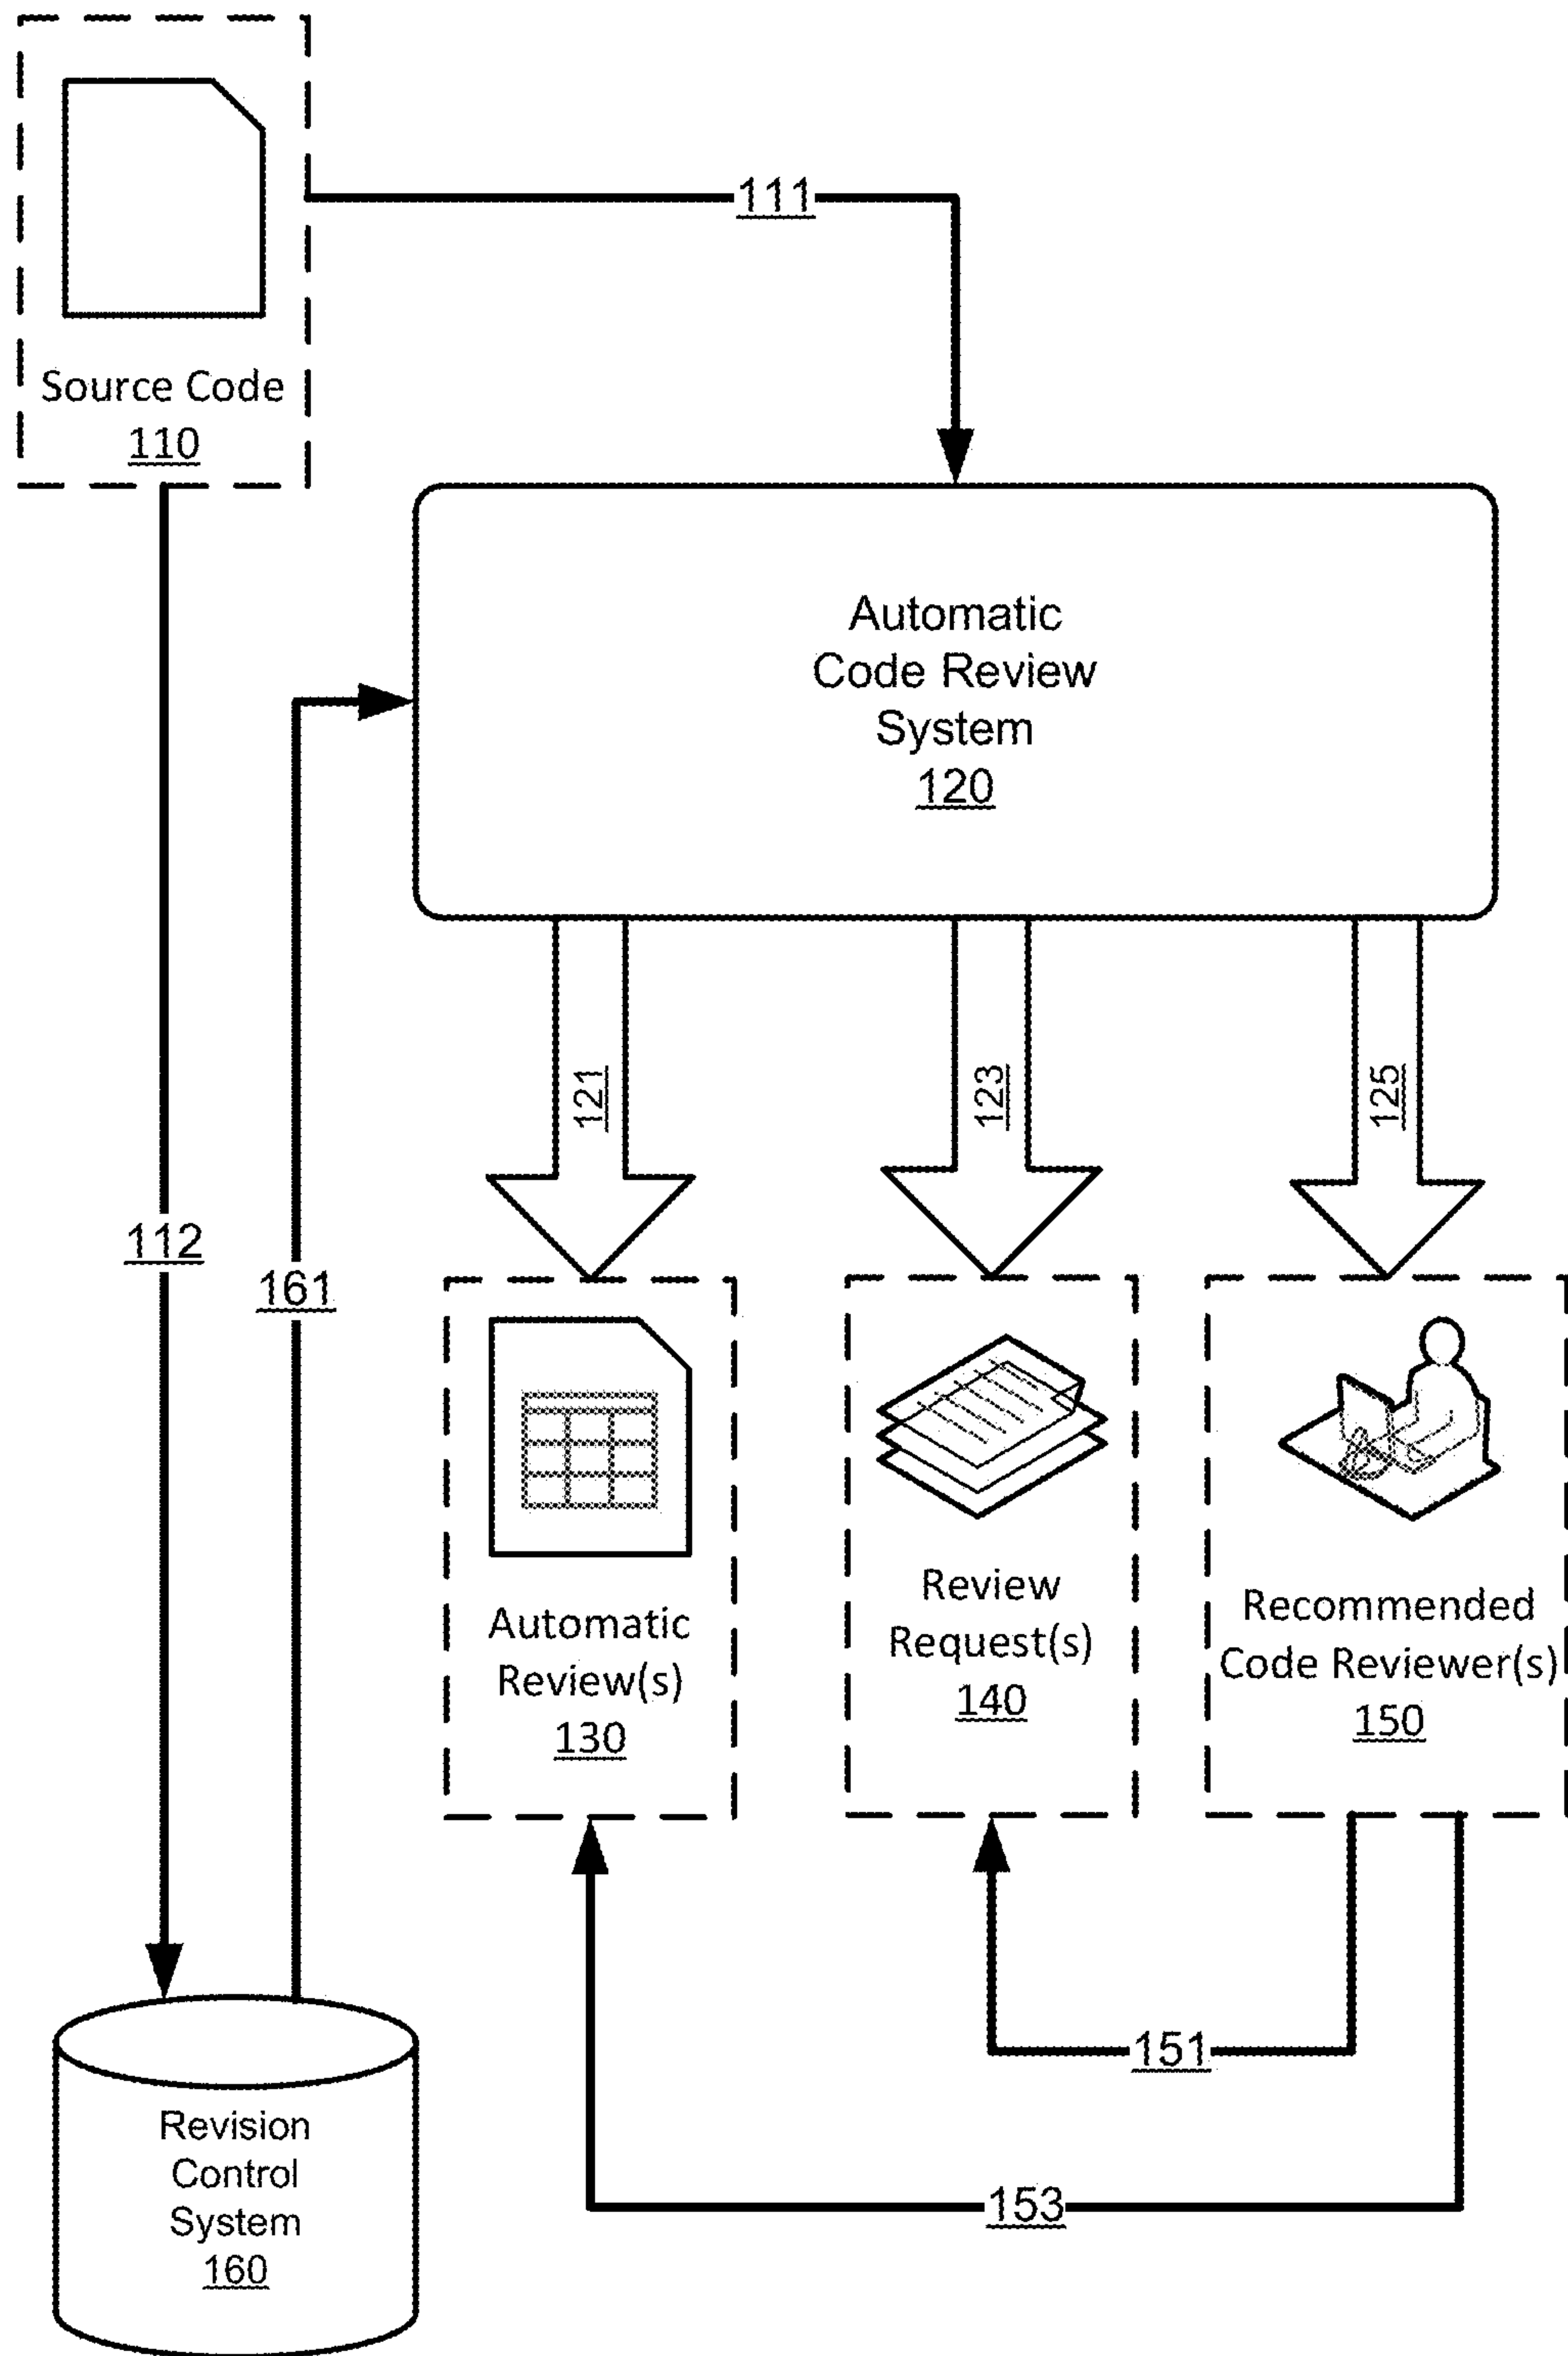 111
Source Code
110
Automatic
Code Review
System
120
121
123
125
112
161
Automatic
Review(s)
130
Review
Request(s)
140
Recommended
Code Reviewer(s)
150
151
153
Revision
Control
System
160